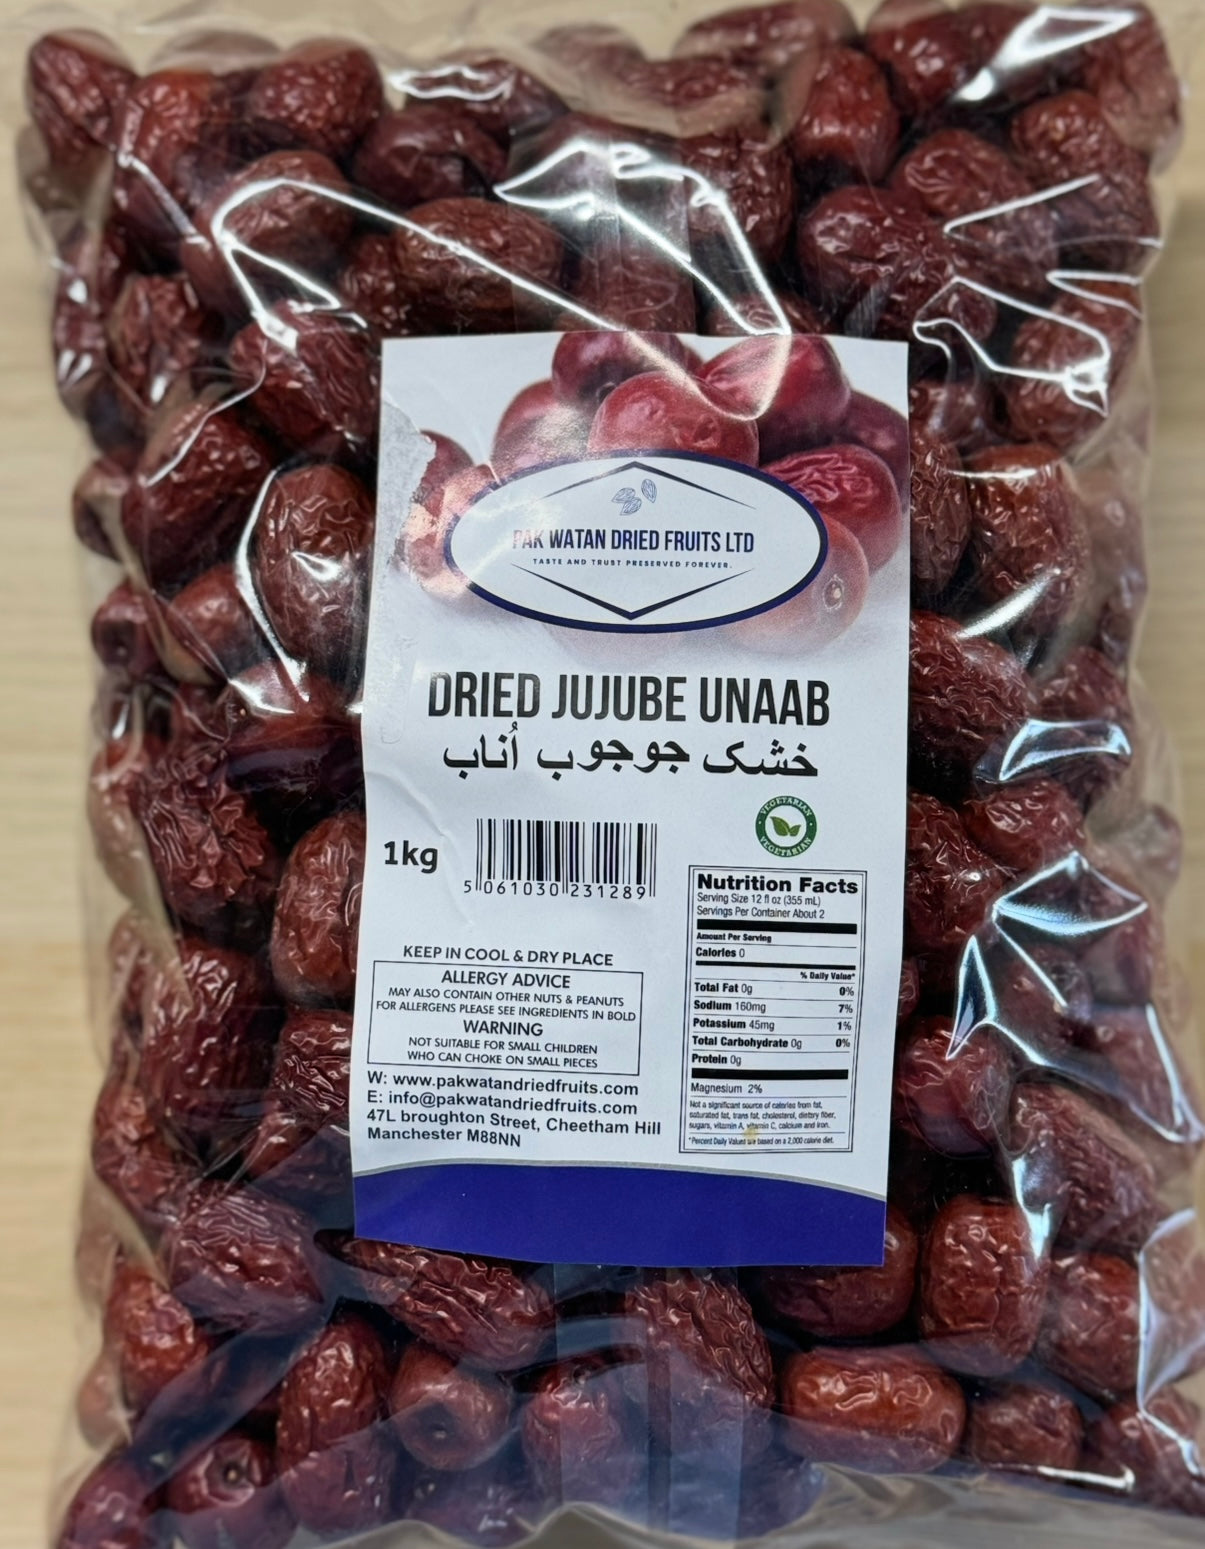 PAK WATAN DRIED FRUITS LTD
TASTE AND TRUST PRESERVED FOREVER.
DRIED JUJUBE UNAAB
خشک جوجوب اُناب
VEGETARIAN
VEGETARIAN
1kg
5 061030 231289
KEEP IN COOL & DRY PLACE
ALLERGY ADVICE
MAY ALSO CONTAIN OTHER NUTS & PEANUTS
FOR ALLERGENS PLEASE SEE INGREDIENTS IN BOLD
WARNING
NOT SUITABLE FOR SMALL CHILDREN
WHO CAN CHOKE ON SMALL PIECES
W: www.pakwatandriedfruits.com
E: info@pakwatandriedfruits.com
47L broughton Street, Cheetham Hill
Manchester M88NN
Nutrition Facts
Serving Size 12 fl oz (355 mL)
Servings Per Container About 2
Amount Per Serving
Calories 0
% Daily Value*
Total Fat 0g 0%
Sodium 160mg 7%
Potassium 45mg 1%
Total Carbohydrate 0g 0%
Protein 0g
Magnesium 2%
Not a significant source of calories from fat,
saturated fat, trans fat, cholesterol, dietary fiber,
sugars, vitamin A, vitamin C, calcium and iron.
*Percent Daily Values are based on a 2,000 calorie diet.